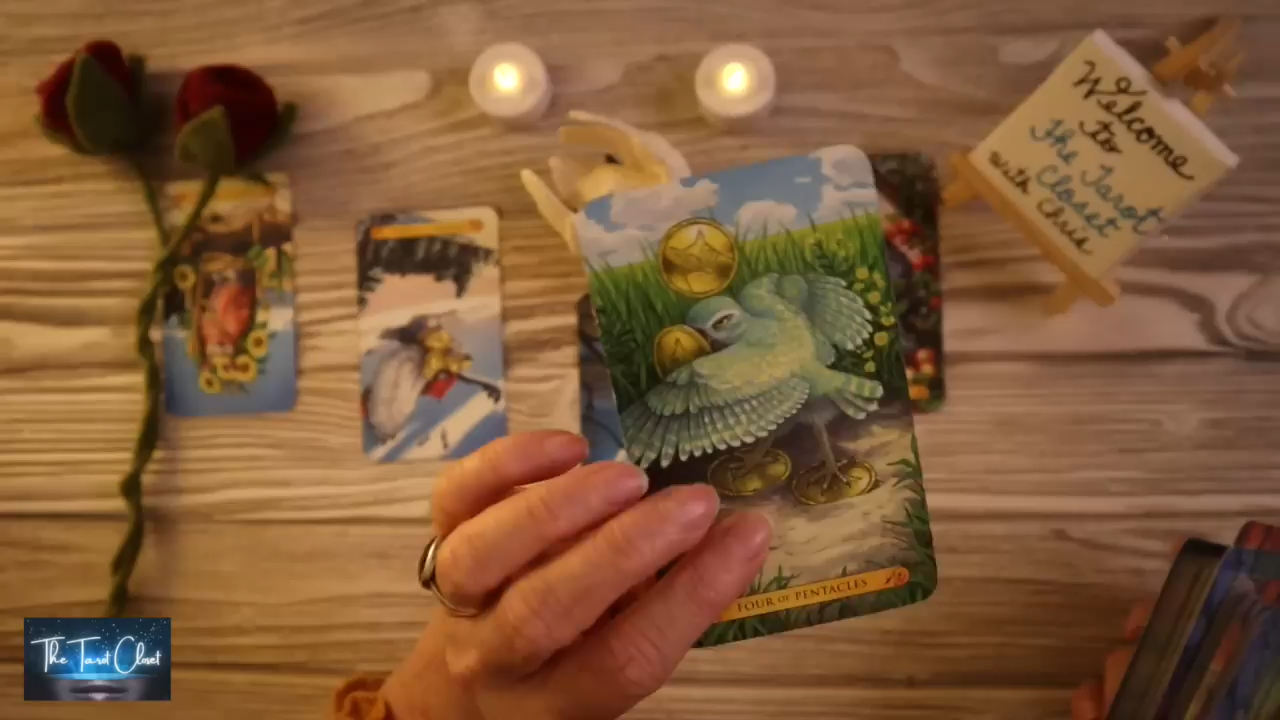 Welcome
to
The Tarot
Closet
with Chris
FOUR OF PENTACLES
The Tarot Closet